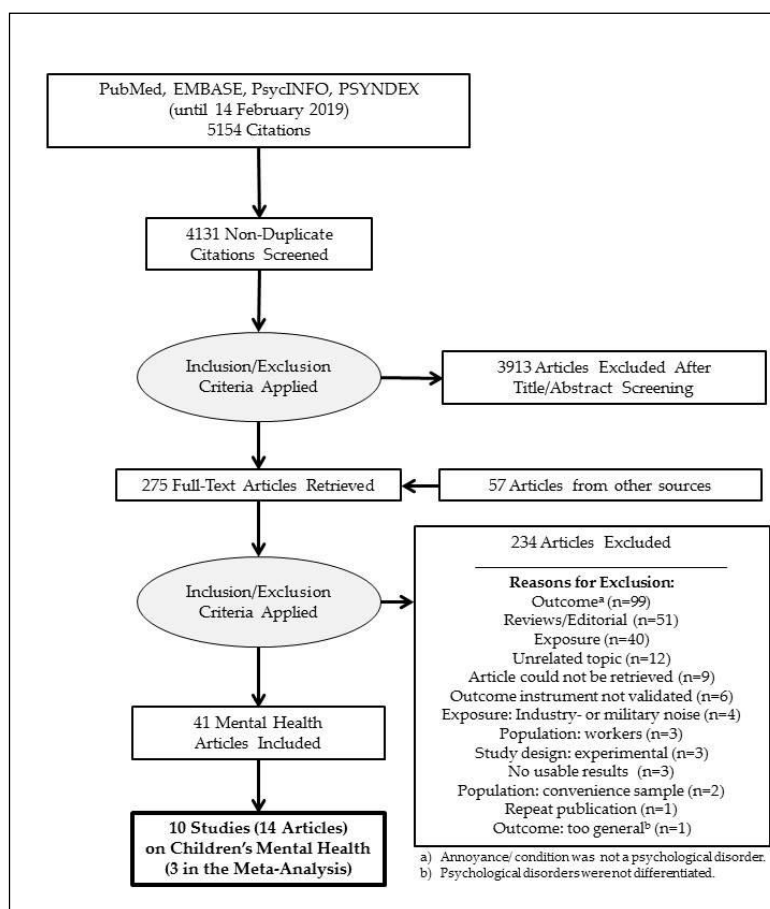 PubMed, EMBASE, PsycINFO, PSYNDEX
(until 14 February 2019)
5154 Citations
4131 Non-Duplicate
Citations Screened
Inclusion/Exclusion
Criteria Applied
3913 Articles Excluded After
Title/Abstract Screening
275 Full-Text Articles Retrieved
57 Articles from other sources
Inclusion/Exclusion
Criteria Applied
234 Articles Excluded
Reasons for Exclusion:
Outcomeᵃ (n=99)
Reviews/Editorial (n=51)
Exposure (n=40)
Unrelated topic (n=12)
Article could not be retrieved (n=9)
Outcome instrument not validated (n=6)
Exposure: Industry- or military noise (n=4)
Population: workers (n=3)
Study design: experimental (n=3)
No usable results (n=3)
Population: convenience sample (n=2)
Repeat publication (n=1)
Outcome: too generalᵇ (n=1)
a) Annoyance/ condition was not a psychological disorder.
b) Psychological disorders were not differentiated.
41 Mental Health
Articles Included
10 Studies (14 Articles)
on Children's Mental Health
(3 in the Meta-Analysis)